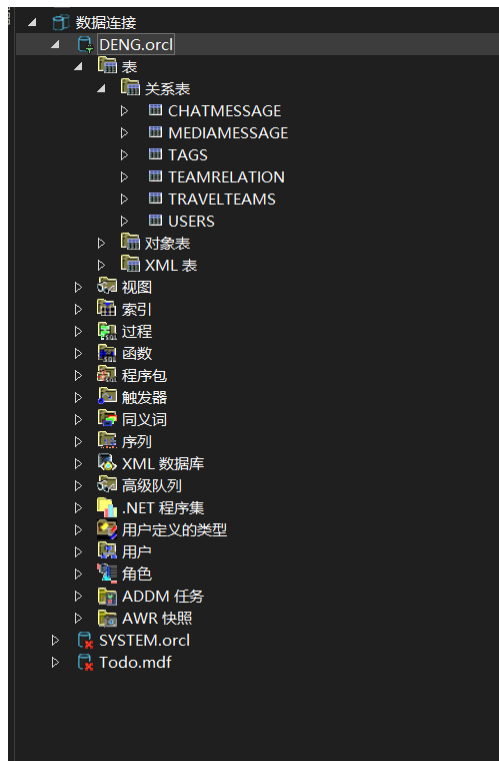 数据连接
DENG.orcl
表
关系表
CHATMESSAGE
MEDIAMESSAGE
TAGS
TEAMRELATION
TRAVELTEAMS
USERS
对象表
XML 表
视图
索引
过程
函数
程序包
触发器
同义词
序列
XML 数据库
高级队列
.NET 程序集
用户定义的类型
用户
角色
ADDM 任务
AWR 快照
SYSTEM.orcl
Todo.mdf